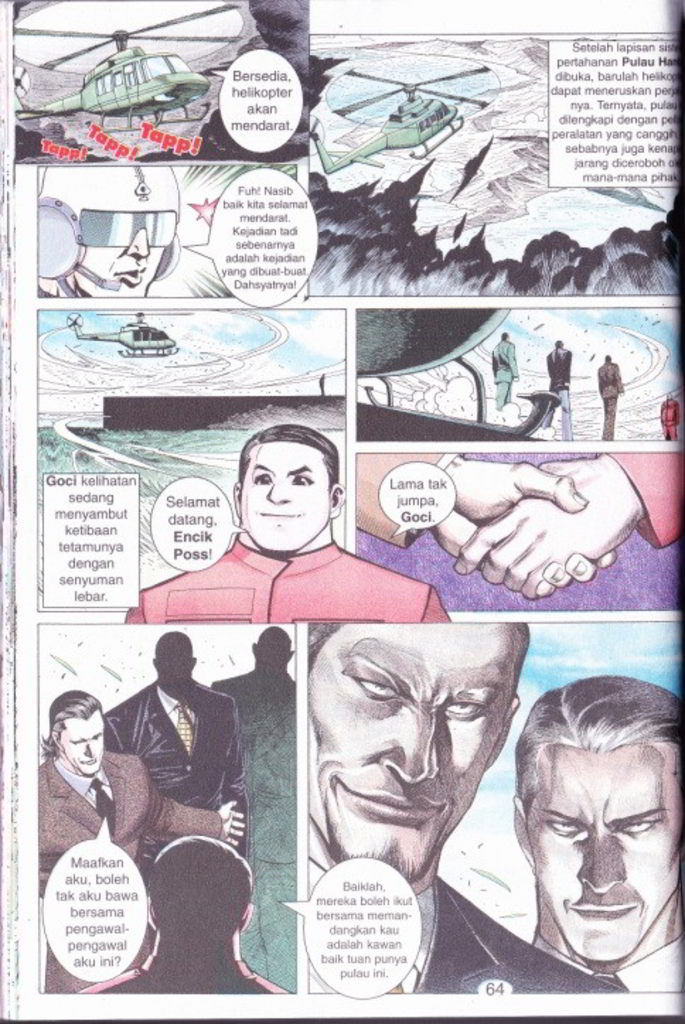 Bersedia,
helikopter
akan
mendarat.
Tapp!
Tapp!
Tapp!
Setelah lapisan
pertahanan Pulau
dibuka, barulah
dapat meneruskan
nya. Ternyata, pulau
dilengkapi dengan
peralatan yang canggih
sebabnya juga
jarang diceroboh
mana-mana pihak
Fuh! Nasib
baik kita selamat
mendarat.
Kejadian tadi
sebenarnya
adalah kejadian
yang dibuat-buat.
Dahsyatnya!
Goci kelihatan
sedang
menyambut
ketibaan
tetamunya
dengan
senyuman
lebar.
Selamat
datang,
Encik
Poss!
Lama tak
jumpa,
Goci.
Maafkan
aku, boleh
tak aku bawa
bersama
pengawal-
pengawal
aku ini?
Baiklah,
mereka boleh ikut
bersama meman-
dangkan kau
adalah kawan
baik tuan punya
pulau ini.
64